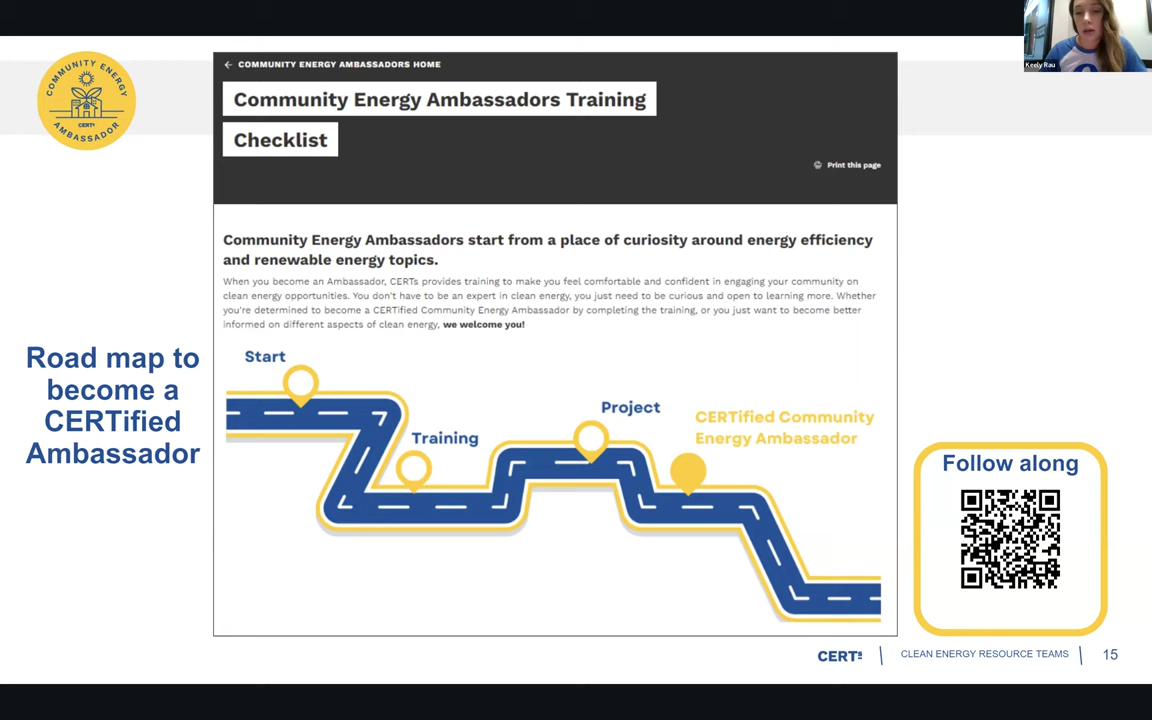 Keely Rau
COMMUNITY ENERGY
AMBASSADOR
CERTs
← COMMUNITY ENERGY AMBASSADORS HOME
Community Energy Ambassadors Training
Checklist
Print this page
Community Energy Ambassadors start from a place of curiosity around energy efficiency
and renewable energy topics.
When you become an Ambassador, CERTs provides training to make you feel comfortable and confident in engaging your community on
clean energy opportunities. You don't have to be an expert in clean energy, you just need to be curious and open to learning more. Whether
you're determined to become a CERTified Community Energy Ambassador by completing the training, or you just want to become better
informed on different aspects of clean energy, we welcome you!
Road map to
become a
CERTified
Ambassador
Start
Training
Project
CERTified Community
Energy Ambassador
Follow along
CERTs
CLEAN ENERGY RESOURCE TEAMS
15